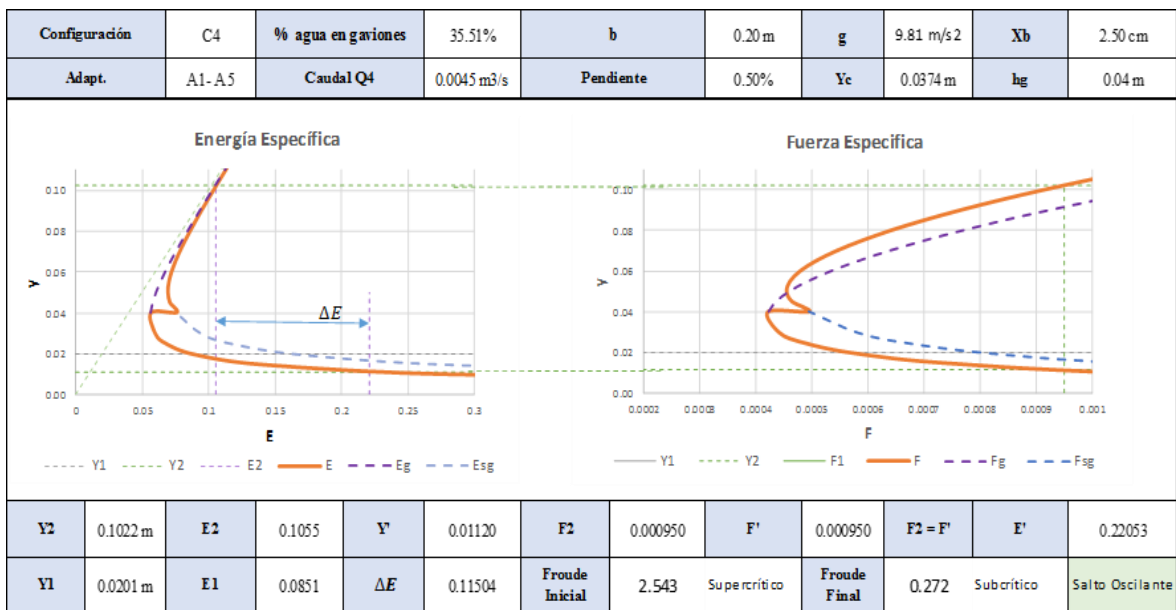 Configuración C4 % agua en gaviones 35.51% b 0.20 m g 9.81 m/s2 Xb 2.50 cm
Adapt. A1- A5 Caudal Q4 0.0045 m3/s Pendiente 0.50% Yc 0.0374 m hg 0.04 m
Energía Específica
y
0.10
0.08
0.06
0.04
0.02
0.00
ΔE
0 0.05 0.1 0.15 0.2 0.25 0.3
E
Y1 Y2 E2 E Eg Esg
Fuerza Especifica
y
0.10
0.08
0.06
0.04
0.02
0.00
0.0002 0.0003 0.0004 0.0005 0.0006 0.0007 0.0008 0.0009 0.001
F
Y1 Y2 F1 F Fg Fsg
Y2 0.1022 m E2 0.1055 Y' 0.01120 F2 0.000950 F' 0.000950 F2 = F' E' 0.22053
Y1 0.0201 m E1 0.0851 ΔE 0.11504 Froude Inicial 2.543 Supercrítico Froude Final 0.272 Subcrítico Salto Oscilante